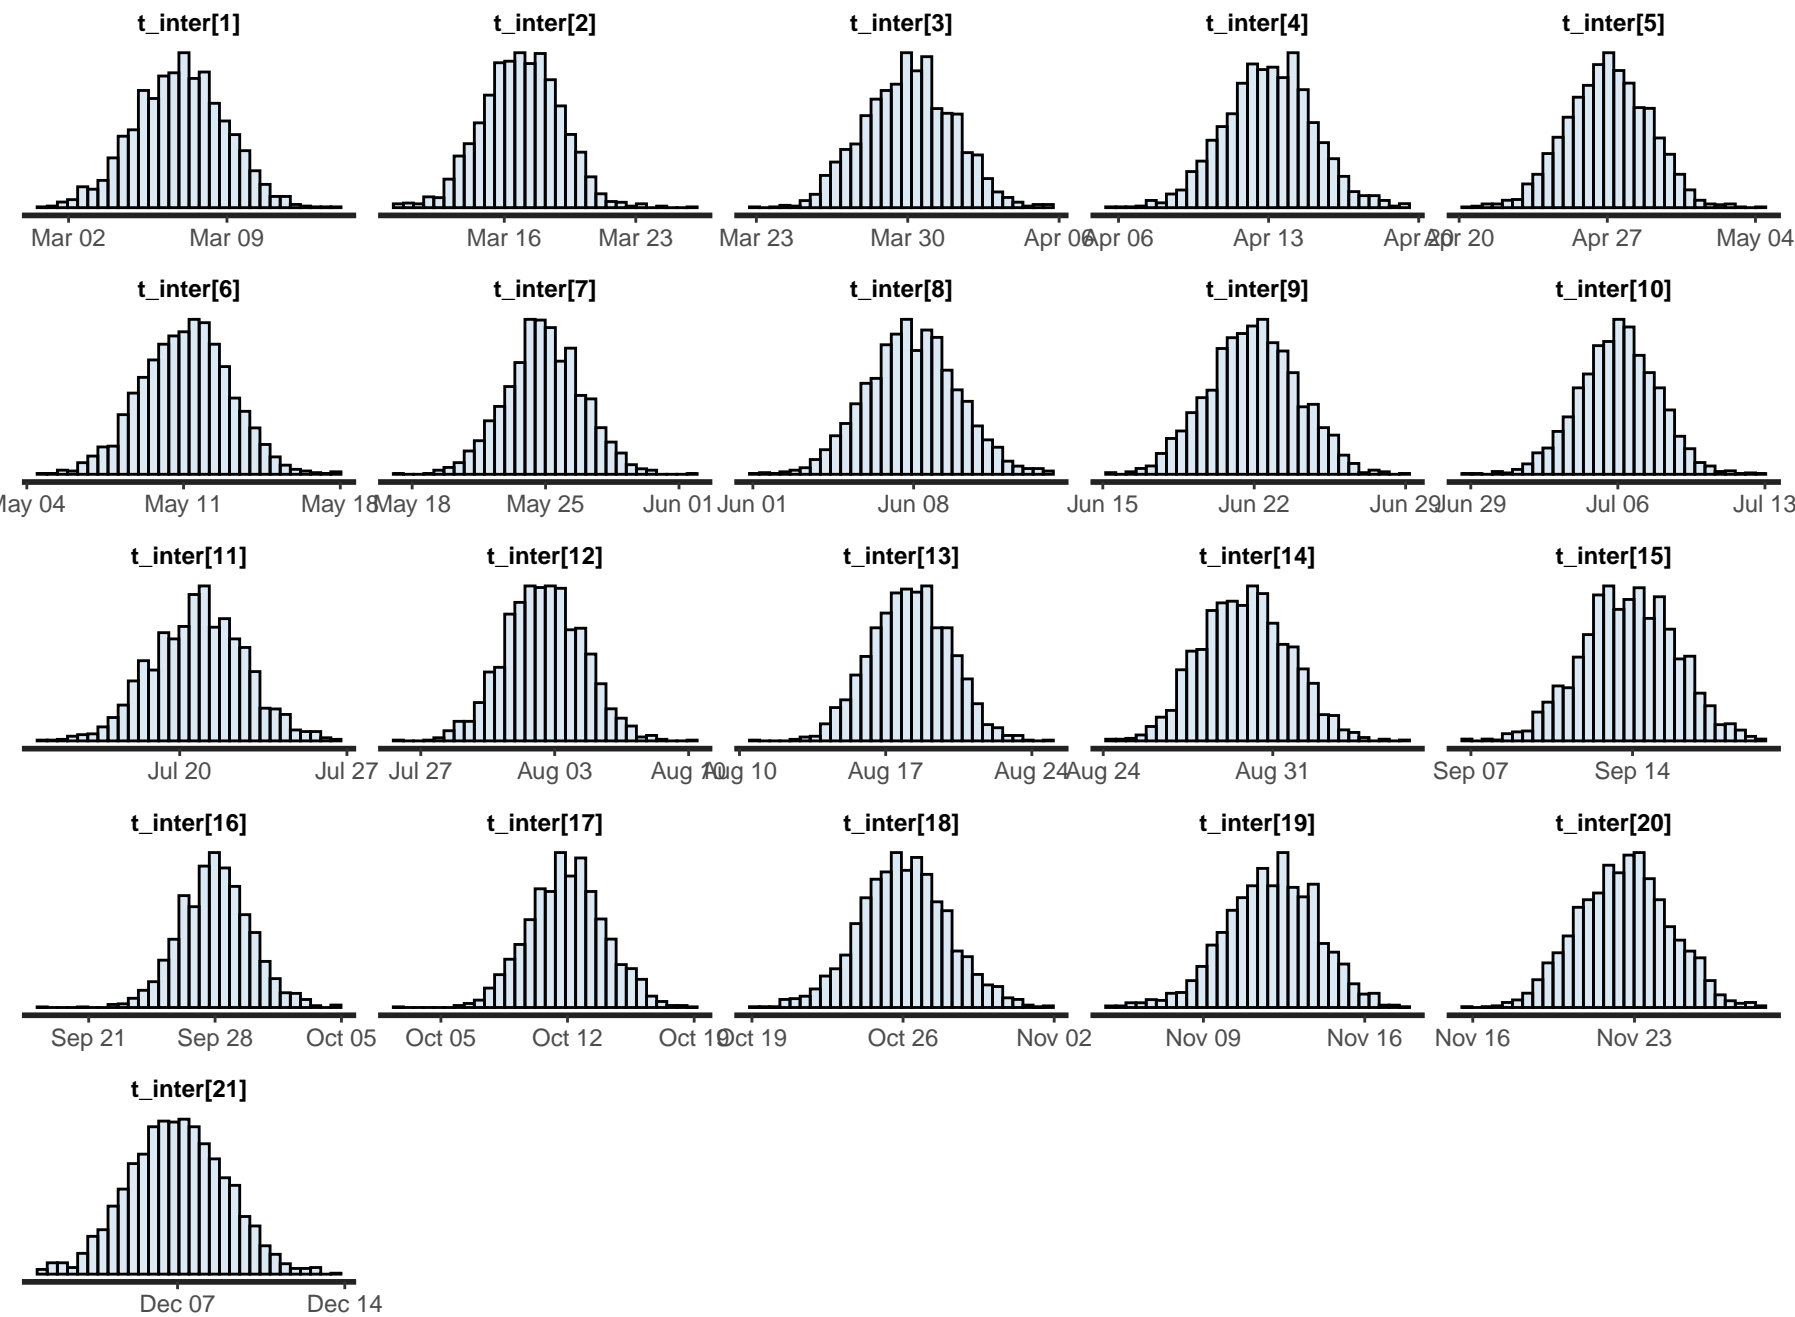 t_inter[1] t_inter[2] t_inter[3] t_inter[4] t_inter[5]
Mar 02 Mar 09 Mar 16 Mar 23 Mar 23 Mar 30 Apr 06 Apr 06 Apr 13 Apr 20 Apr 20 Apr 27 May 04
t_inter[6] t_inter[7] t_inter[8] t_inter[9] t_inter[10]
May 04 May 11 May 18 May 18 May 25 Jun 01 Jun 01 Jun 08 Jun 15 Jun 22 Jun 29 Jun 29 Jul 06 Jul 13
t_inter[11] t_inter[12] t_inter[13] t_inter[14] t_inter[15]
Jul 20 Jul 27 Jul 27 Aug 03 Aug 10 Aug 10 Aug 17 Aug 24 Aug 24 Aug 31 Sep 07 Sep 14
t_inter[16] t_inter[17] t_inter[18] t_inter[19] t_inter[20]
Sep 21 Sep 28 Oct 05 Oct 05 Oct 12 Oct 19 Oct 19 Oct 26 Nov 02 Nov 09 Nov 16 Nov 16 Nov 23
t_inter[21]
Dec 07 Dec 14